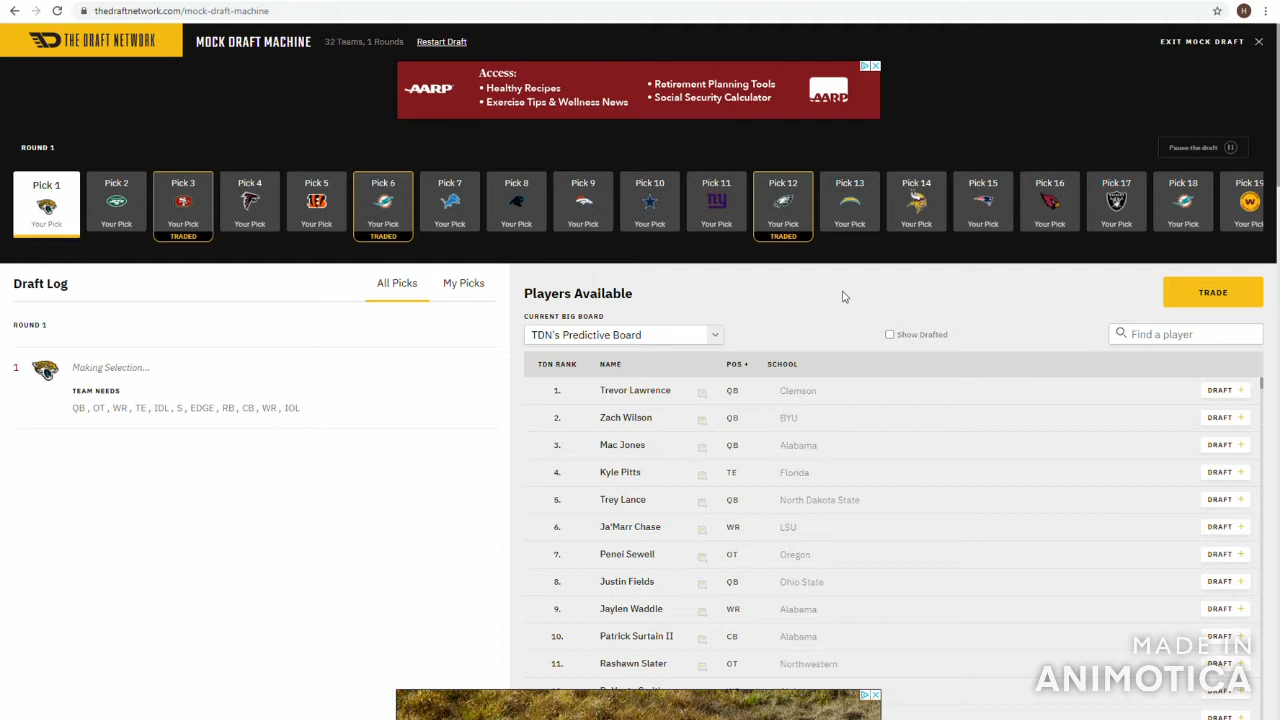 thedraftnetwork.com/mock-draft-machine
H
THE DRAFT NETWORK
MOCK DRAFT MACHINE
32 Teams, 1 Rounds
Restart Draft
EXIT MOCK DRAFT
AARP
Access:
• Healthy Recipes
• Exercise Tips & Wellness News
• Retirement Planning Tools
• Social Security Calculator
AARP
ROUND 1
Pause the draft
Pick 1 Pick 2 Pick 3 Pick 4 Pick 5 Pick 6 Pick 7 Pick 8 Pick 9 Pick 10 Pick 11 Pick 12 Pick 13 Pick 14 Pick 15 Pick 16 Pick 17 Pick 18 Pick 19
Your Pick Your Pick Your Pick Your Pick Your Pick Your Pick Your Pick Your Pick Your Pick Your Pick Your Pick Your Pick Your Pick Your Pick Your Pick Your Pick Your Pick Your Pick Your
TRADED TRADED TRADED
Draft Log
All Picks
My Picks
ROUND 1
1
Making Selection...
TEAM NEEDS
QB , OT , WR , TE , IDL , S , EDGE , RB , CB , WR , IOL
Players Available
TRADE
CURRENT BIG BOARD
TDN's Predictive Board
Show Drafted
Find a player
TDN RANK NAME POS + SCHOOL
1. Trevor Lawrence QB Clemson DRAFT +
2. Zach Wilson QB BYU DRAFT +
3. Mac Jones QB Alabama DRAFT +
4. Kyle Pitts TE Florida DRAFT +
5. Trey Lance QB North Dakota State DRAFT +
6. Ja'Marr Chase WR LSU DRAFT +
7. Penei Sewell OT Oregon DRAFT +
8. Justin Fields QB Ohio State DRAFT +
9. Jaylen Waddle WR Alabama DRAFT +
10. Patrick Surtain II CB Alabama DRAFT +
11. Rashawn Slater OT Northwestern DRAFT +
DRAFT
MADE IN
ANIMOTICA